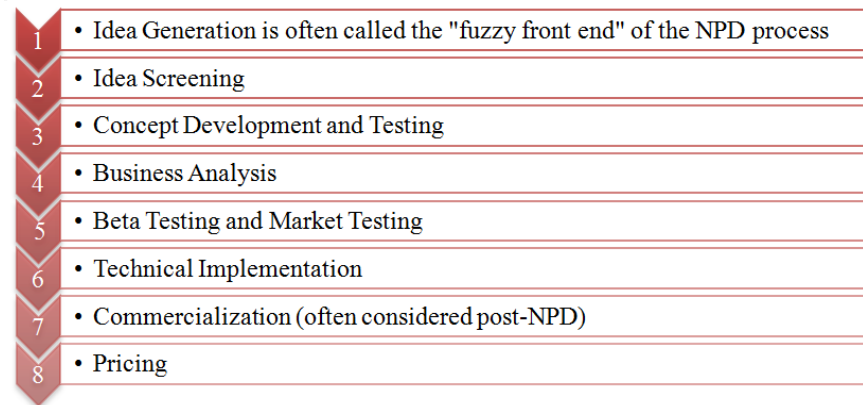 1 • Idea Generation is often called the "fuzzy front end" of the NPD process
2 • Idea Screening
3 • Concept Development and Testing
4 • Business Analysis
5 • Beta Testing and Market Testing
6 • Technical Implementation
7 • Commercialization (often considered post-NPD)
8 • Pricing